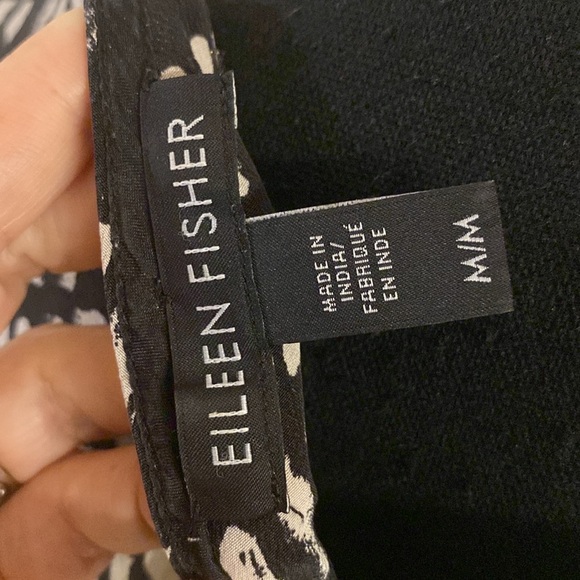 EILEEN FISHER
MADE IN
INDIA/
FABRIQUÉ
EN INDE
M/M